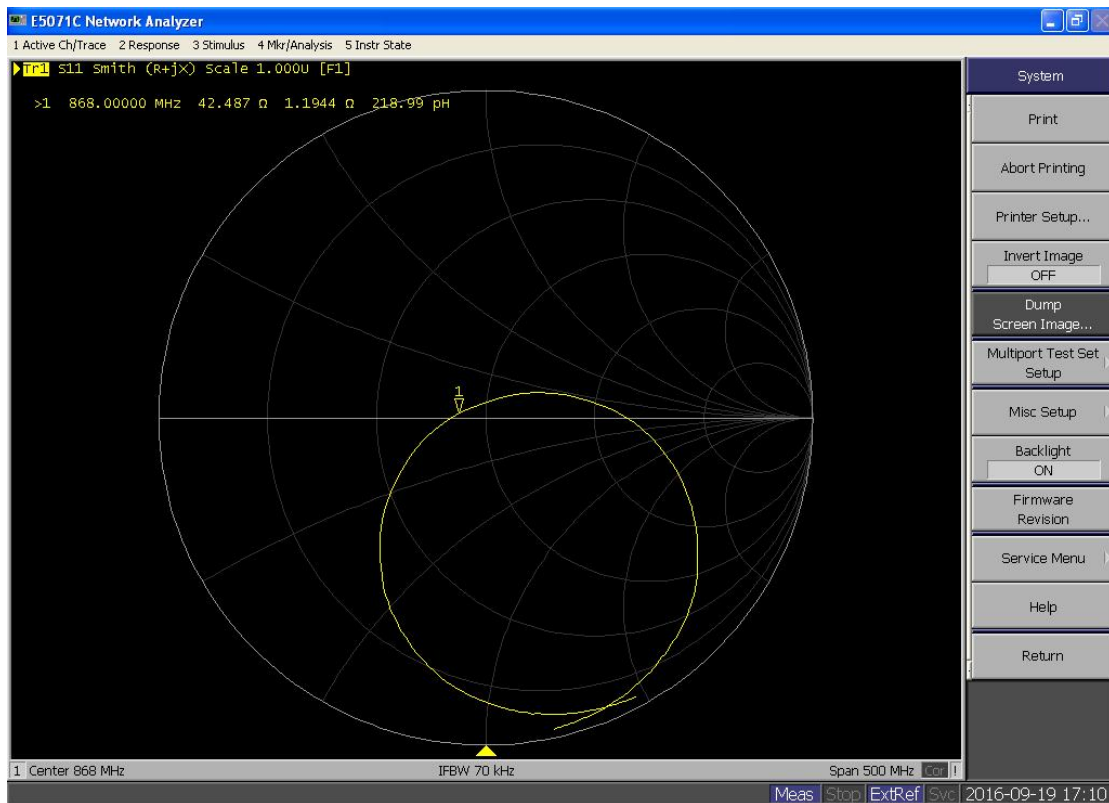 E5071C Network Analyzer
1 Active Ch/Trace 2 Response 3 Stimulus 4 Mkr/Analysis 5 Instr State
Tr1 S11 Smith (R+jX) Scale 1.000U [F1]
>1 868.00000 MHz 42.487 Ω 1.1944 Ω 218.99 pH
1
System
Print
Abort Printing
Printer Setup...
Invert Image
OFF
Dump
Screen Image...
Multiport Test Set
Setup
Misc Setup
Backlight
ON
Firmware
Revision
Service Menu
Help
Return
1 Center 868 MHz IFBW 70 kHz Span 500 MHz Cor !
Meas Stop ExtRef Svc 2016-09-19 17:10